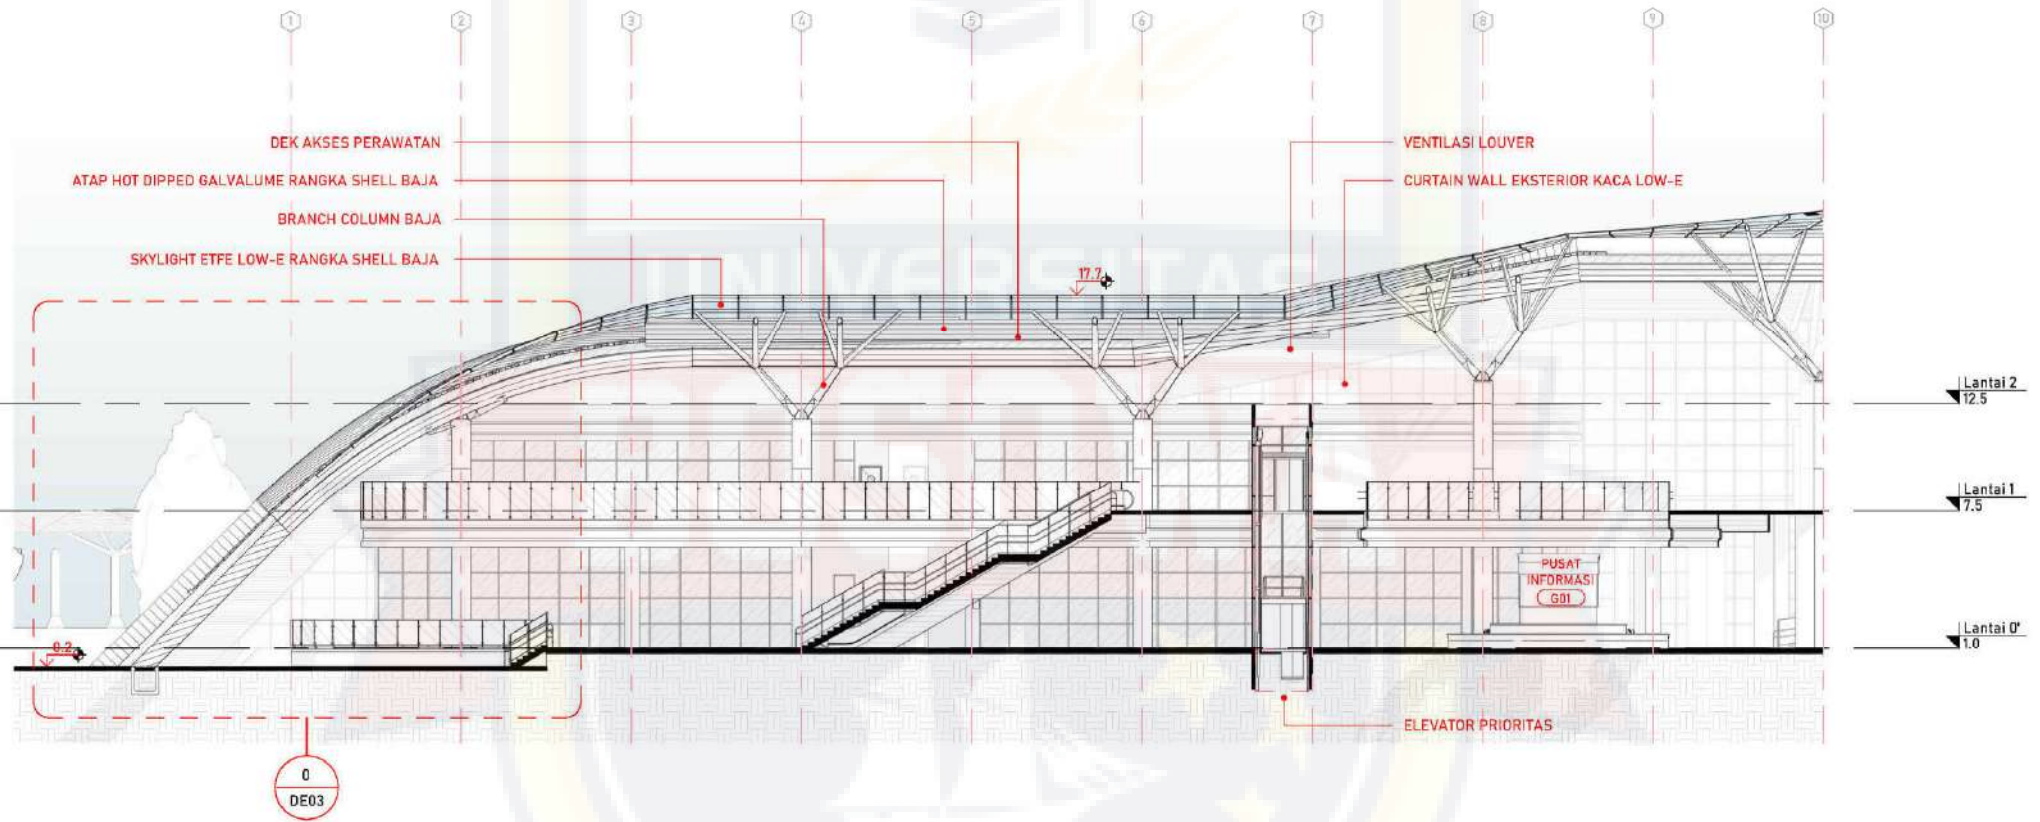 1 2 3 4 5 6 7 8 9 10
DEK AKSES PERAWATAN
ATAP HOT DIPPED GALVALUME RANGKA SHELL BAJA
BRANCH COLUMN BAJA
SKYLIGHT ETFE LOW-E RANGKA SHELL BAJA
VENTILASI LOUVER
CURTAIN WALL EKSTERIOR KACA LOW-E
UNIVERSITAS
17.7
Lantai 2
12.5
Lantai 1
7.5
PUSAT
INFORMASI
G01
Lantai 0*
1.0
0.2
ELEVATOR PRIORITAS
0
DE03